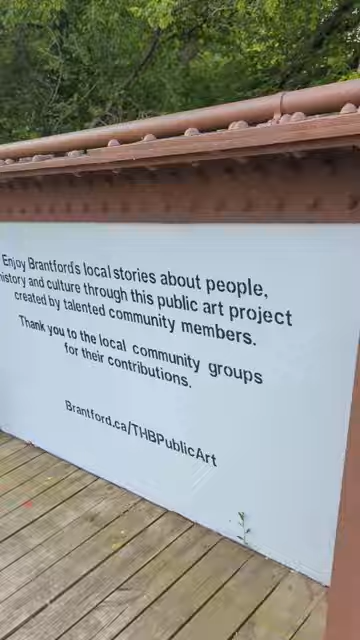 Enjoy Brantford's local stories about people,
history and culture through this public art project
created by talented community members.
Thank you to the local community groups
for their contributions.
Brantford.ca/THBPublicArt